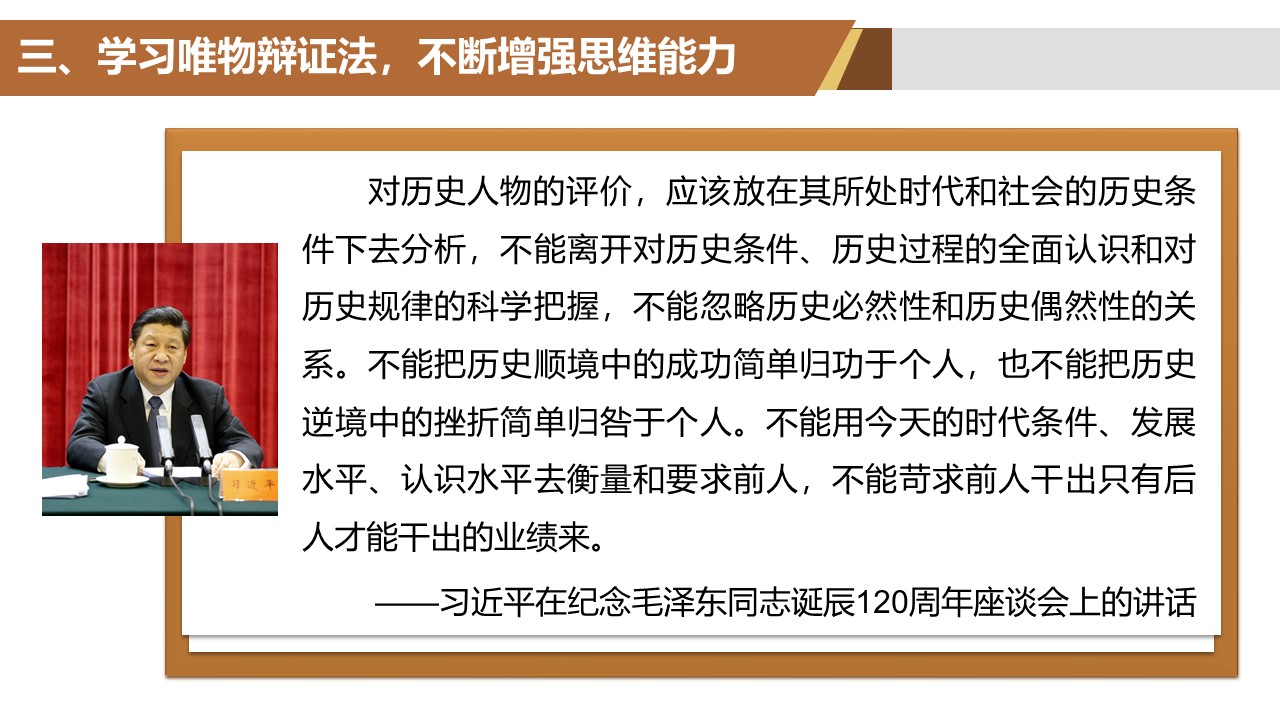 三、学习唯物辩证法，不断增强思维能力
对历史人物的评价，应该放在其所处时代和社会的历史条
件下去分析，不能离开对历史条件、历史过程的全面认识和对
历史规律的科学把握，不能忽略历史必然性和历史偶然性的关
系。不能把历史顺境中的成功简单归功于个人，也不能把历史
逆境中的挫折简单归咎于个人。不能用今天的时代条件、发展
水平、认识水平去衡量和要求前人，不能苛求前人干出只有后
人才能干出的业绩来。
——习近平在纪念毛泽东同志诞辰120周年座谈会上的讲话
习近平